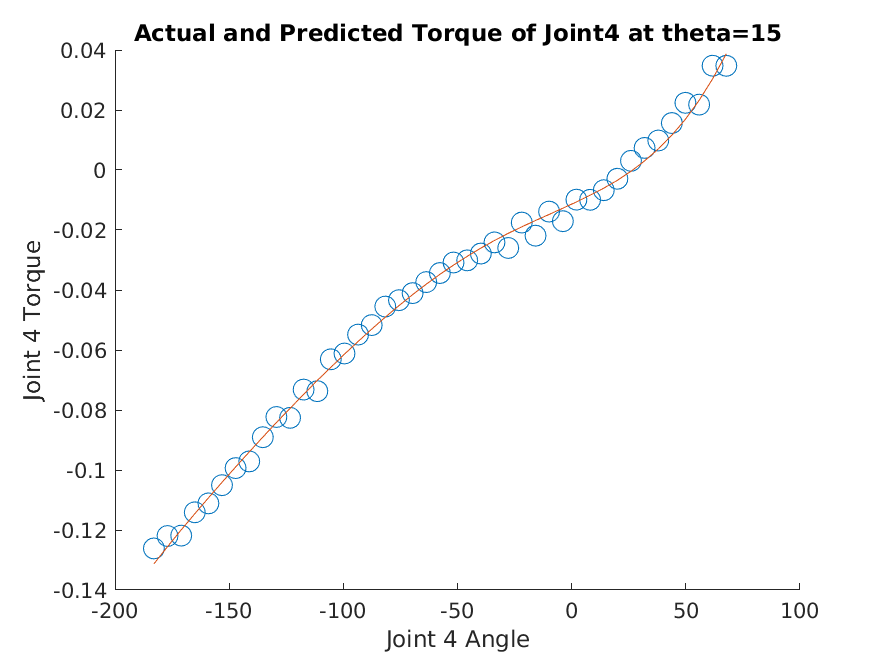 Actual and Predicted Torque of Joint4 at theta=15
0.04
0.02
0
-0.02
-0.04
-0.06
-0.08
-0.1
-0.12
-0.14
Joint 4 Torque
-200 -150 -100 -50 0 50 100
Joint 4 Angle